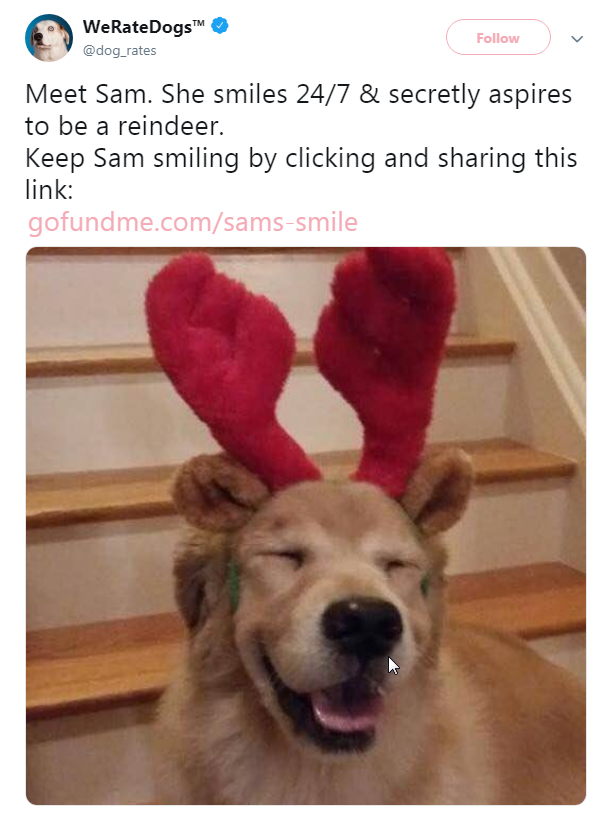 WeRateDogs™
@dog_rates
Follow
Meet Sam. She smiles 24/7 & secretly aspires
to be a reindeer.
Keep Sam smiling by clicking and sharing this
link:
gofundme.com/sams-smile